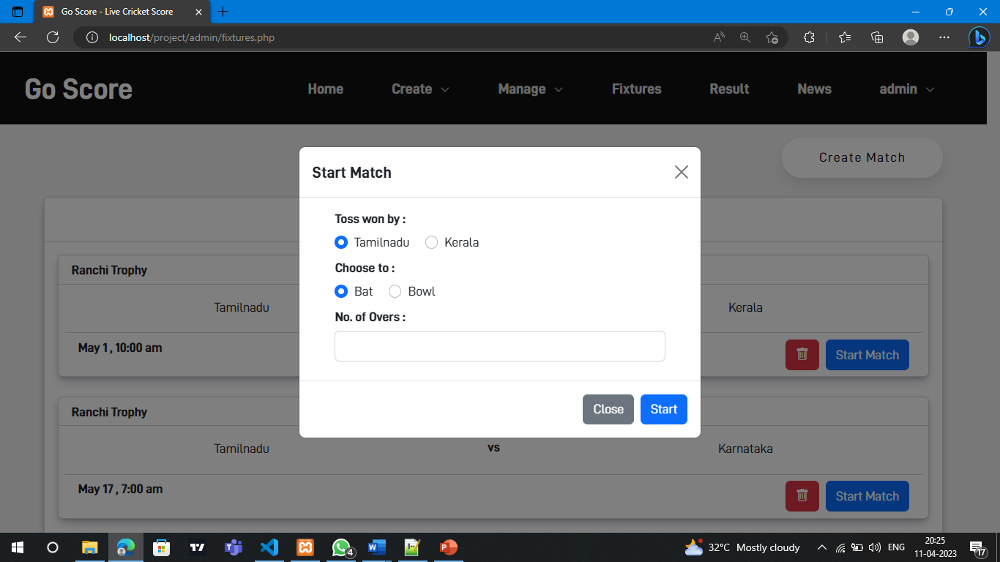 Go Score - Live Cricket Score
localhost/project/admin/fixtures.php
Go Score
Home Create Manage Fixtures Result News admin
Create Match
Start Match
Toss won by :
Tamilnadu Kerala
Choose to :
Bat Bowl
No. of Overs :
Close Start
Ranchi Trophy
Tamilnadu Kerala
May 1 , 10:00 am Start Match
Ranchi Trophy
Tamilnadu vs Karnataka
May 17 , 7:00 am Start Match
4
32°C Mostly cloudy ENG 20:25
11-04-2023 17